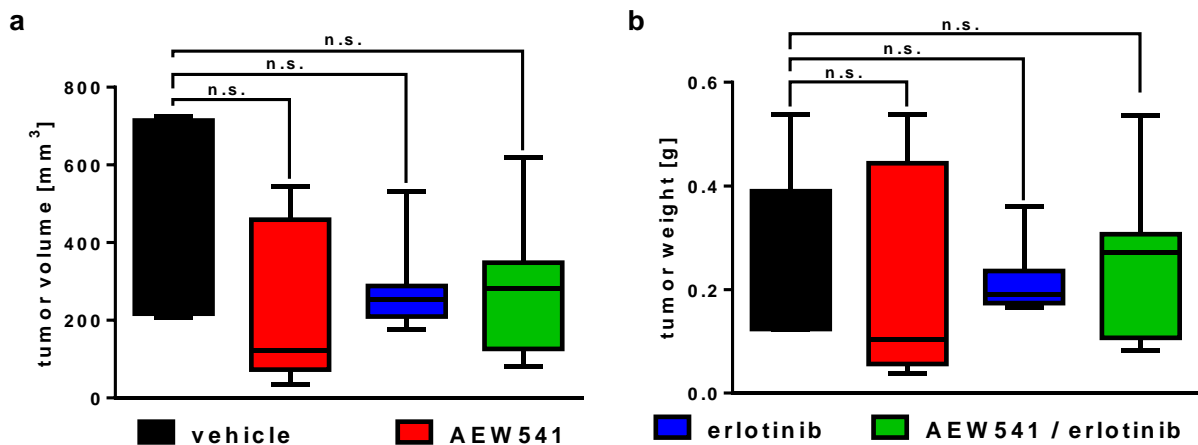 a
n.s.
n.s.
n.s.
tumor volume [mm³]
800
600
400
200
0
vehicle
AEW541
b
n.s.
n.s.
n.s.
tumor weight [g]
0.6
0.4
0.2
0.0
erlotinib
AEW541 / erlotinib